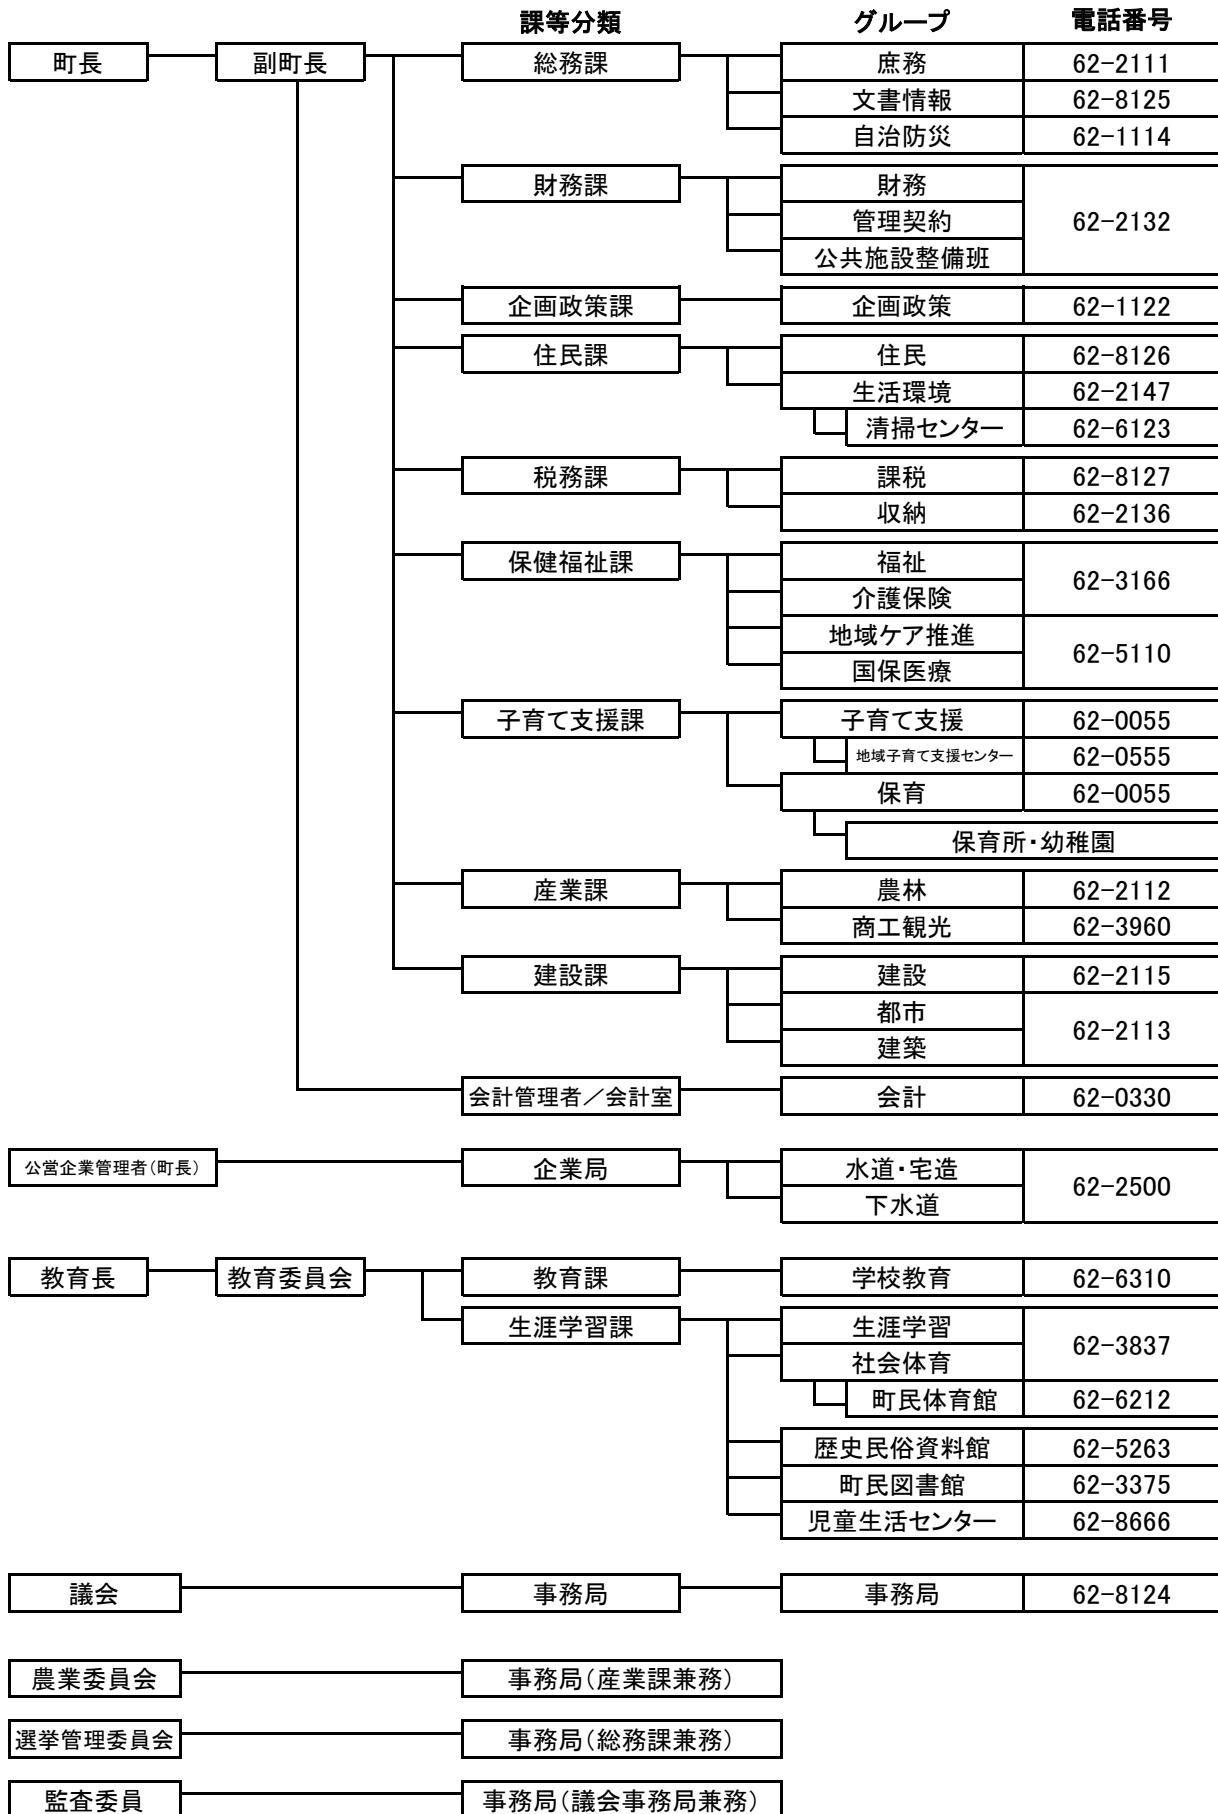 課等分類 グループ 電話番号
町長 副町長 総務課 庶務 62-2111
文書情報 62-8125
自治防災 62-1114
財務課 財務
管理契約 62-2132
公共施設整備班
企画政策課 企画政策 62-1122
住民課 住民 62-8126
生活環境 62-2147
清掃センター 62-6123
税務課 課税 62-8127
収納 62-2136
保健福祉課 福祉 62-3166
介護保険
地域ケア推進 62-5110
国保医療
子育て支援課 子育て支援 62-0055
地域子育て支援センター 62-0555
保育 62-0055
保育所・幼稚園
産業課 農林 62-2112
商工観光 62-3960
建設課 建設 62-2115
都市 62-2113
建築
会計管理者／会計室 会計 62-0330
公営企業管理者（町長） 企業局 水道・宅造 62-2500
下水道
教育長 教育委員会 教育課 学校教育 62-6310
生涯学習課 生涯学習 62-3837
社会体育
町民体育館 62-6212
歴史民俗資料館 62-5263
町民図書館 62-3375
児童生活センター 62-8666
議会 事務局 事務局 62-8124
農業委員会 事務局（産業課兼務）
選挙管理委員会 事務局（総務課兼務）
監査委員 事務局（議会事務局兼務）